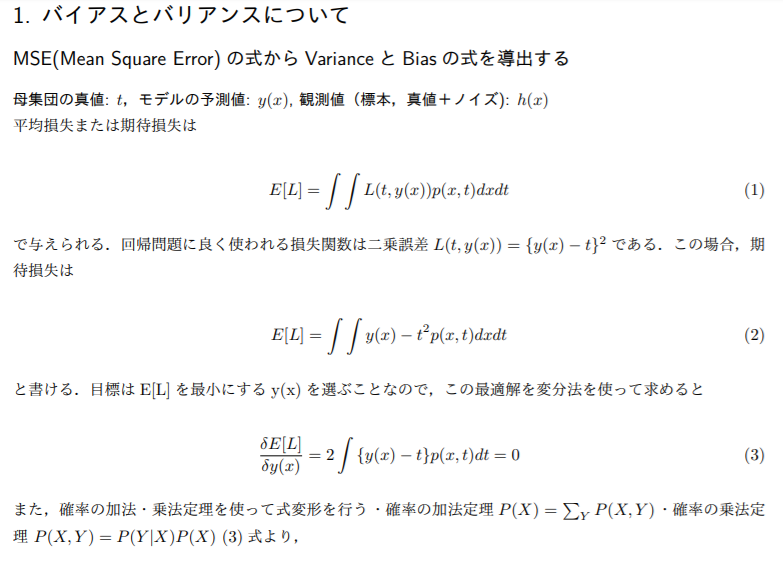 1. バイアスとバリアンスについて
MSE(Mean Square Error) の式から Variance と Bias の式を導出する
母集団の真値: t，モデルの予測値: y(x), 観測値（標本，真値＋ノイズ): h(x)
平均損失または期待損失は
E[L] = ∫ ∫ L(t, y(x))p(x, t)dxdt (1)
で与えられる．回帰問題に良く使われる損失関数は二乗誤差 L(t, y(x)) = {y(x) − t}² である．この場合，期
待損失は
E[L] = ∫ ∫ y(x) − t²p(x, t)dxdt (2)
と書ける．目標は E[L] を最小にする y(x) を選ぶことなので，この最適解を変分法を使って求めると
δE[L]/δy(x) = 2 ∫ {y(x) − t}p(x, t)dt = 0 (3)
また，確率の加法・乗法定理を使って式変形を行う・確率の加法定理 P(X) = ∑_Y P(X, Y)・確率の乗法定
理 P(X, Y) = P(Y|X)P(X) (3) 式より，